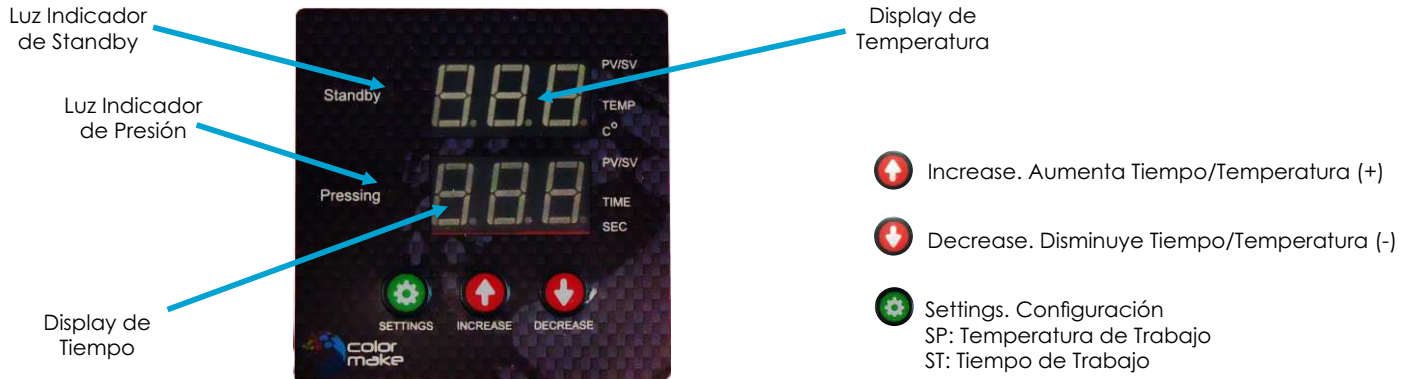 Luz Indicador
de Standby
Display de
Temperatura
Luz Indicador
de Presión
Standby
PV/SV
TEMP
C°
Pressing
PV/SV
TIME
SEC
Display de
Tiempo
SETTINGS
INCREASE
DECREASE
color
make
Increase. Aumenta Tiempo/Temperatura (+)
Decrease. Disminuye Tiempo/Temperatura (-)
Settings. Configuración
SP: Temperatura de Trabajo
ST: Tiempo de Trabajo